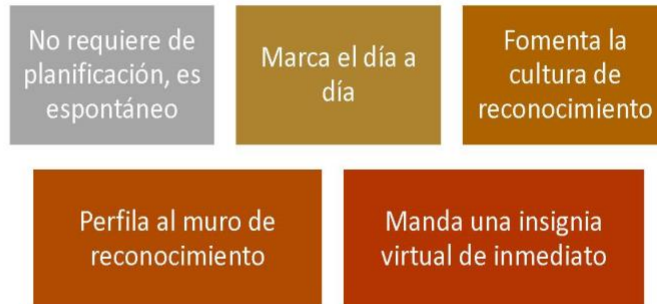 No requiere de
planificación, es
espontáneo
Marca el día a
día
Fomenta la
cultura de
reconocimiento
Perfila al muro de
reconocimiento
Manda una insignia
virtual de inmediato